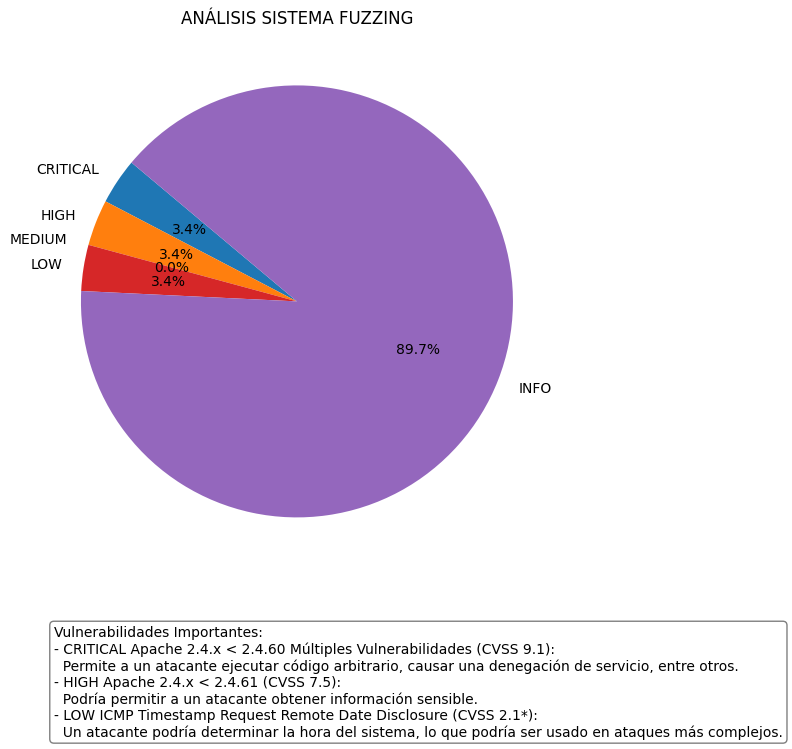 ANÁLISIS SISTEMA FUZZING
CRITICAL
3.4%
HIGH
3.4%
MEDIUM
0.0%
LOW
3.4%
89.7%
INFO
Vulnerabilidades Importantes:
- CRITICAL Apache 2.4.x < 2.4.60 Múltiples Vulnerabilidades (CVSS 9.1):
Permite a un atacante ejecutar código arbitrario, causar una denegación de servicio, entre otros.
- HIGH Apache 2.4.x < 2.4.61 (CVSS 7.5):
Podría permitir a un atacante obtener información sensible.
- LOW ICMP Timestamp Request Remote Date Disclosure (CVSS 2.1*):
Un atacante podría determinar la hora del sistema, lo que podría ser usado en ataques más complejos.